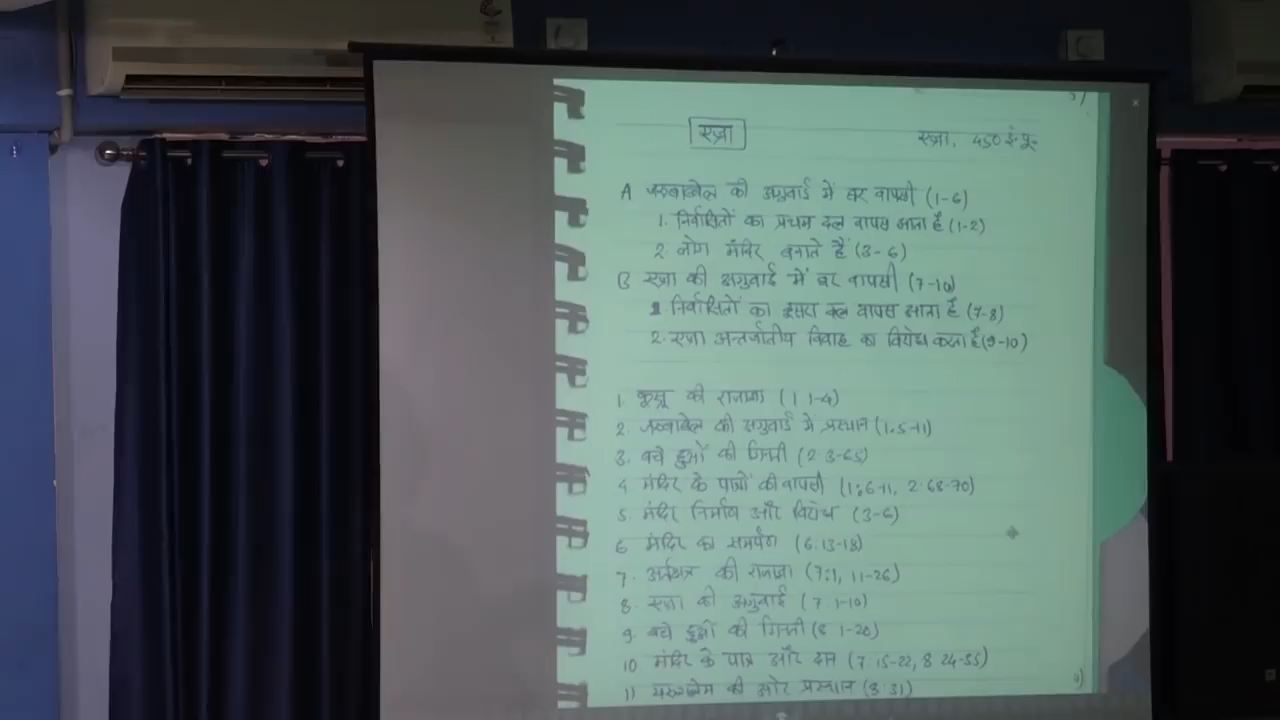 एज्रा
एज्रा, 450 ई.पू.
A जरुबाबेल की अगुवाई में घर वापसी (1-6)
1. निर्वासितों का प्रथम दल वापस आता है (1-2)
2. लोग मंदिर बनाते हैं (3-6)
B एज्रा की अगुवाई में घर वापसी (7-10)
1. निर्वासितों का दूसरा दल वापस आता है (7-8)
2. एज्रा अन्तर्जातीय विवाह का विरोध करता है (9-10)
1. कुस्रू की राजाज्ञा (1:1-4)
2. जरुबाबेल की अगुवाई में प्रस्थान (1:5-11)
3. बचे हुओं की गिनती (2:3-65)
4 मंदिर के पात्रों की वापसी (1:6-11, 2:68-70)
5. मंदिर निर्माण और विरोध (3-6)
6 मंदिर का समर्पण (6:13-18)
7. अर्तक्षत्र की राजाज्ञा (7:1, 11-26)
8. एज्रा की अगुवाई (7:1-10)
9. बचे हुओं की गिनती (8:1-20)
10 मंदिर के पात्र और दान (7:15-22, 8:24-35)
11 यरुशलेम की ओर प्रस्थान (8:31)